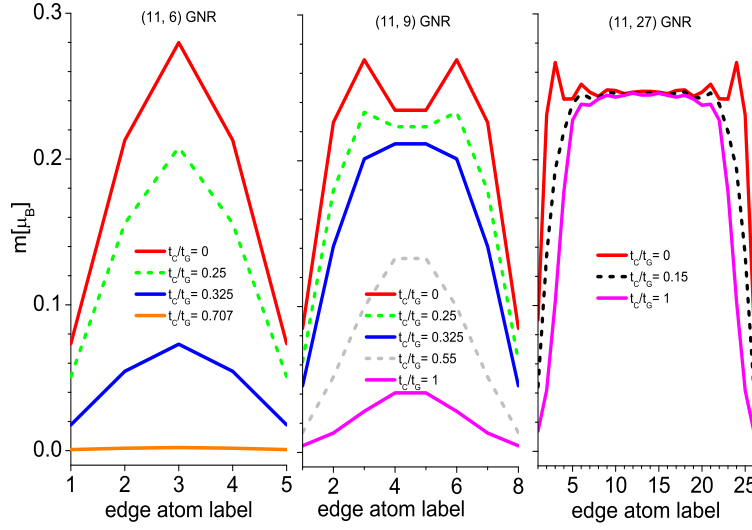 (11, 6) GNR
(11, 9) GNR
(11, 27) GNR
m[μB]
0.3
0.2
0.1
0.0
tC/tG= 0
tC/tG= 0.25
tC/tG= 0.325
tC/tG= 0.707
1 2 3 4 5
edge atom label
tC/tG= 0
tC/tG= 0.25
tC/tG= 0.325
tC/tG= 0.55
tC/tG= 1
2 4 6 8
edge atom label
tC/tG= 0
tC/tG= 0.15
tC/tG= 1
5 10 15 20 25
edge atom label